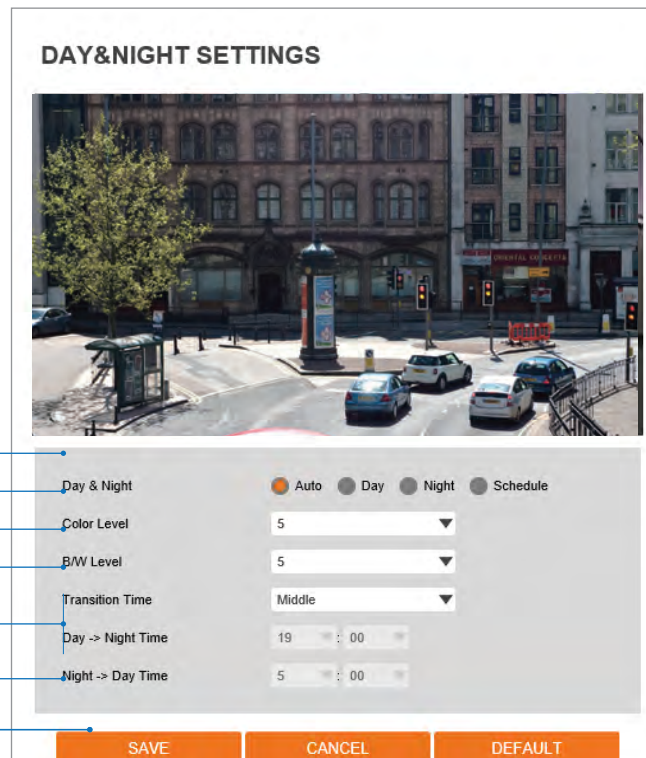 DAY&NIGHT SETTINGS
ORIENTAL
Day & Night Auto Day Night Schedule
Color Level 5
B/W Level 5
Transition Time Middle
Day -> Night Time 19 : 00
Night -> Day Time 5 : 00
SAVE CANCEL DEFAULT